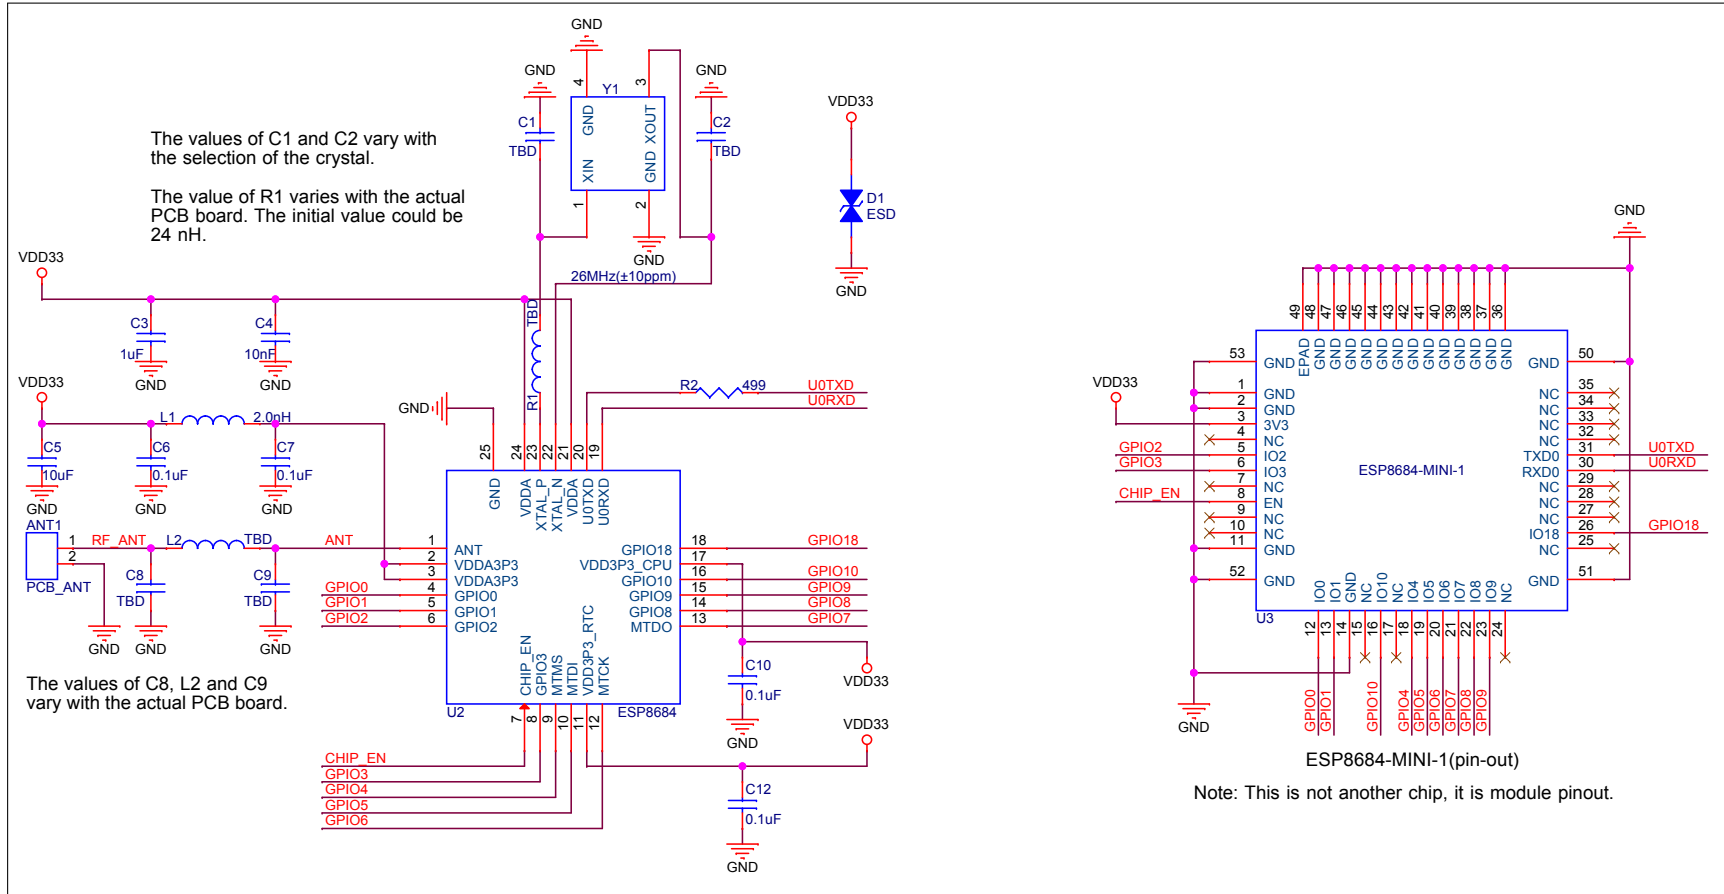 The values of C1 and C2 vary with
the selection of the crystal.
The value of R1 varies with the actual
PCB board. The initial value could be
24 nH.
GND
GND
GND
4
3
Y1
C1
TBD
GND
XOUT
XIN
GND
C2
TBD
1
2
GND
26MHz(±10ppm)
VDD33
D1
ESD
GND
VDD33
C3
1uF
GND
C4
10nF
GND
TBD
R1
VDD33
L1
2.0nH
C5
10uF
GND
C6
0.1uF
GND
C7
0.1uF
GND
GND
R2
499
U0TXD
U0RXD
25
24
23
22
21
20
19
GND
VDDA
XTAL_P
XTAL_N
VDDA
U0TXD
U0RXD
ANT1
1
2
PCB_ANT
RF_ANT
L2
TBD
ANT
C8
TBD
C9
TBD
GND
GND
GND
1
ANT
2
VDDA3P3
3
VDDA3P3
GPIO0
4
GPIO0
GPIO1
5
GPIO1
GPIO2
6
GPIO2
GPIO18
18
GPIO18
VDD3P3_CPU
17
GPIO10
16
GPIO10
GPIO9
15
GPIO9
GPIO8
14
GPIO8
MTDO
13
GPIO7
CHIP_EN
GPIO3
MTMS
MTDI
VDD3P3_RTC
MTCK
U2
ESP8684
7
8
9
10
11
12
The values of C8, L2 and C9
vary with the actual PCB board.
CHIP_EN
GPIO3
GPIO4
GPIO5
GPIO6
C10
0.1uF
GND
VDD33
VDD33
C12
0.1uF
GND
GND
49
48
47
46
45
44
43
42
41
40
39
38
37
36
EPAD
GND
GND
GND
GND
GND
GND
GND
GND
GND
GND
GND
GND
GND
VDD33
53
GND
1
GND
2
GND
3
3V3
4
NC
GPIO2
5
IO2
GPIO3
6
IO3
7
NC
CHIP_EN
8
EN
9
NC
10
NC
11
GND
52
GND
ESP8684-MINI-1
GND
50
NC
35
NC
34
NC
33
NC
32
TXD0
31
U0TXD
RXD0
30
U0RXD
NC
29
NC
28
NC
27
IO18
26
GPIO18
NC
25
GND
51
IO0
IO1
GND
NC
IO10
NC
IO4
IO5
IO6
IO7
IO8
IO9
NC
U3
12
13
14
15
16
17
18
19
20
21
22
23
24
GPIO0
GPIO1
GPIO10
GPIO4
GPIO5
GPIO6
GPIO7
GPIO8
GPIO9
GND
ESP8684-MINI-1(pin-out)
Note: This is not another chip, it is module pinout.